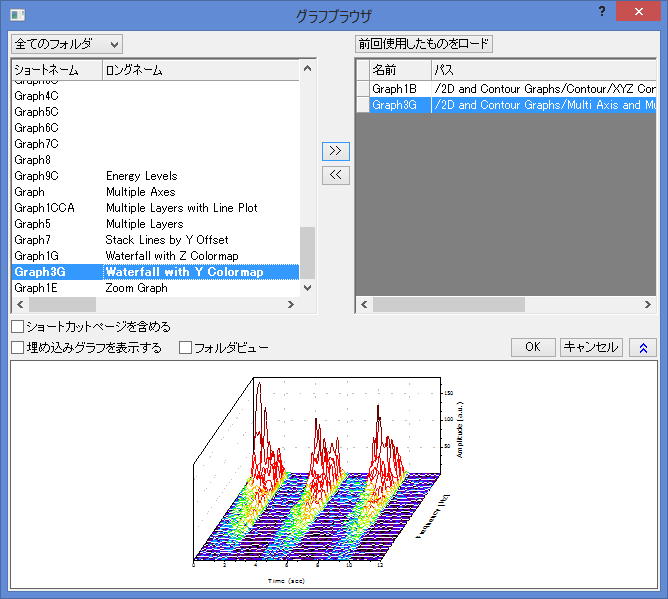 グラフブラウザ
?
全てのフォルダ
前回使用したものをロード
ショートネーム ロングネーム
名前 パス
Graph4C
Graph5C
Graph6C
Graph7C
Graph8
Graph9C Energy Levels
Graph Multiple Axes
Graph1CCA Multiple Layers with Line Plot
Graph5 Multiple Layers
Graph7 Stack Lines by Y Offset
Graph1G Waterfall with Z Colormap
Graph3G Waterfall with Y Colormap
Graph1E Zoom Graph
>>
<<
Graph1B /2D and Contour Graphs/Contour/XYZ Con
Graph3G /2D and Contour Graphs/Multi Axis and Mu
ショートカットページを含める
埋め込みグラフを表示する フォルダビュー
OK キャンセル
150
100
50
Amplitude (a.u.)
Frequency (Hz)
0 2 4 6 8 10 12
Time (sec)